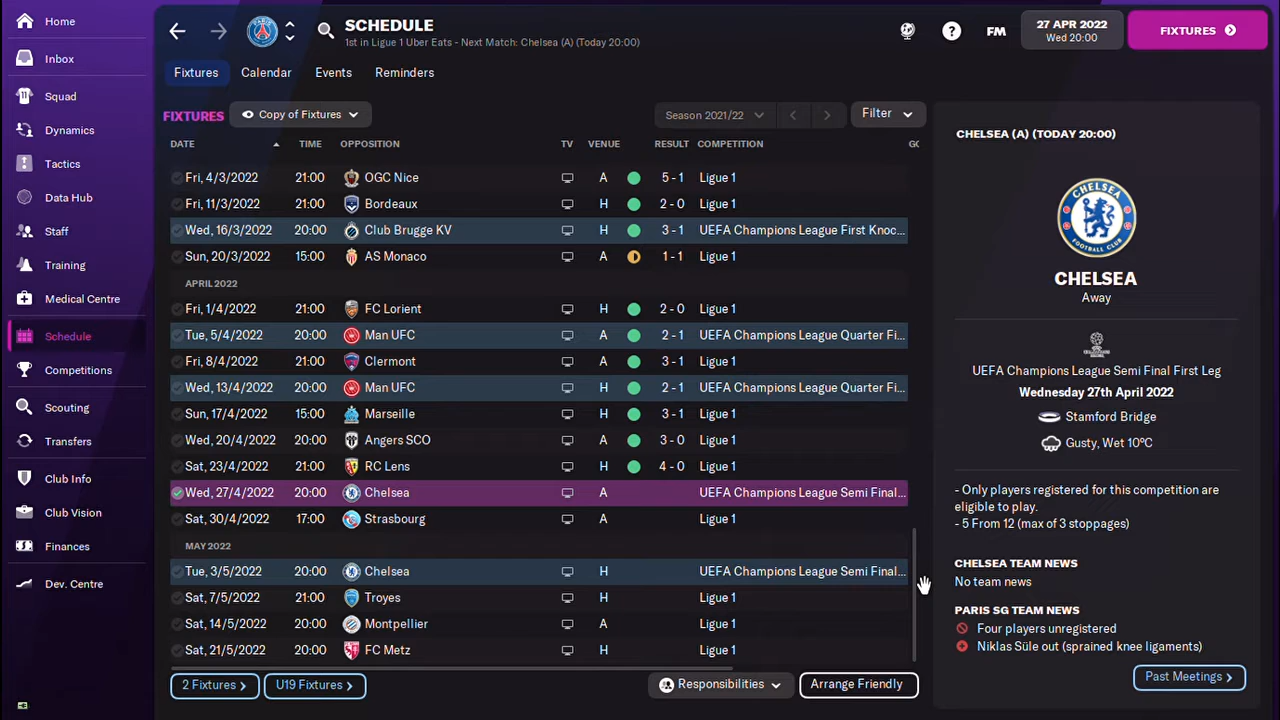 Home
Inbox
Squad
Dynamics
Tactics
Data Hub
Staff
Training
Medical Centre
Schedule
Competitions
Scouting
Transfers
Club Info
Club Vision
Finances
Dev. Centre
SCHEDULE
1st in Ligue 1 Uber Eats - Next Match: Chelsea (A) (Today 20:00)
? FM 27 APR 2022 FIXTURES
Wed 20:00
Fixtures Calendar Events Reminders
FIXTURES Copy of Fixtures Season 2021/22 Filter
DATE TIME OPPOSITION TV VENUE RESULT COMPETITION GC
Fri, 4/3/2022 21:00 OGC Nice A 5 - 1 Ligue 1
Fri, 11/3/2022 21:00 Bordeaux H 2 - 0 Ligue 1
Wed, 16/3/2022 20:00 Club Brugge KV H 3 - 1 UEFA Champions League First Knoc...
Sun, 20/3/2022 15:00 AS Monaco A 1 - 1 Ligue 1
APRIL 2022
Fri, 1/4/2022 21:00 FC Lorient H 2 - 0 Ligue 1
Tue, 5/4/2022 20:00 Man UFC A 2 - 1 UEFA Champions League Quarter Fi...
Fri, 8/4/2022 21:00 Clermont A 3 - 1 Ligue 1
Wed, 13/4/2022 20:00 Man UFC H 2 - 1 UEFA Champions League Quarter Fi...
Sun, 17/4/2022 15:00 Marseille H 3 - 1 Ligue 1
Wed, 20/4/2022 20:00 Angers SCO A 3 - 0 Ligue 1
Sat, 23/4/2022 21:00 RC Lens H 4 - 0 Ligue 1
Wed, 27/4/2022 20:00 Chelsea A UEFA Champions League Semi Final...
Sat, 30/4/2022 17:00 Strasbourg A Ligue 1
MAY 2022
Tue, 3/5/2022 20:00 Chelsea H UEFA Champions League Semi Final...
Sat, 7/5/2022 21:00 Troyes H Ligue 1
Sat, 14/5/2022 20:00 Montpellier A Ligue 1
Sat, 21/5/2022 20:00 FC Metz H Ligue 1
2 Fixtures U19 Fixtures Responsibilities Arrange Friendly
CHELSEA (A) (TODAY 20:00)
CHELSEA
FOOTBALL CLUB
CHELSEA
Away
UEFA Champions League Semi Final First Leg
Wednesday 27th April 2022
Stamford Bridge
Gusty, Wet 10ºC
- Only players registered for this competition are
eligible to play.
- 5 From 12 (max of 3 stoppages)
CHELSEA TEAM NEWS
No team news
PARIS SG TEAM NEWS
Four players unregistered
Niklas Süle out (sprained knee ligaments)
Past Meetings